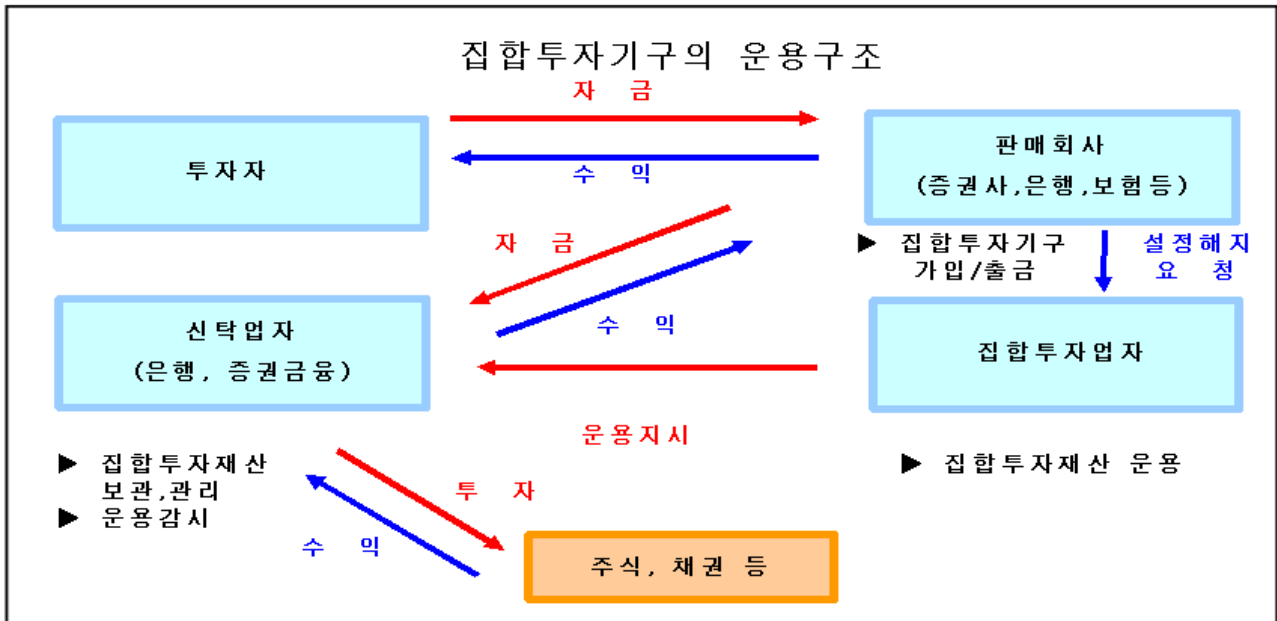 집합투자기구의 운용구조
자 금
투자자
판매회사
(증권사,은행,보험등)
수 익
자 금
▶ 집합투자기구
가입/출금
설정해지
요 청
수 익
신탁업자
(은행, 증권금융)
집합투자업자
운용지시
▶ 집합투자재산
보관,관리
▶ 운용감시
▶ 집합투자재산 운용
투 자
수 익
주식, 채권 등